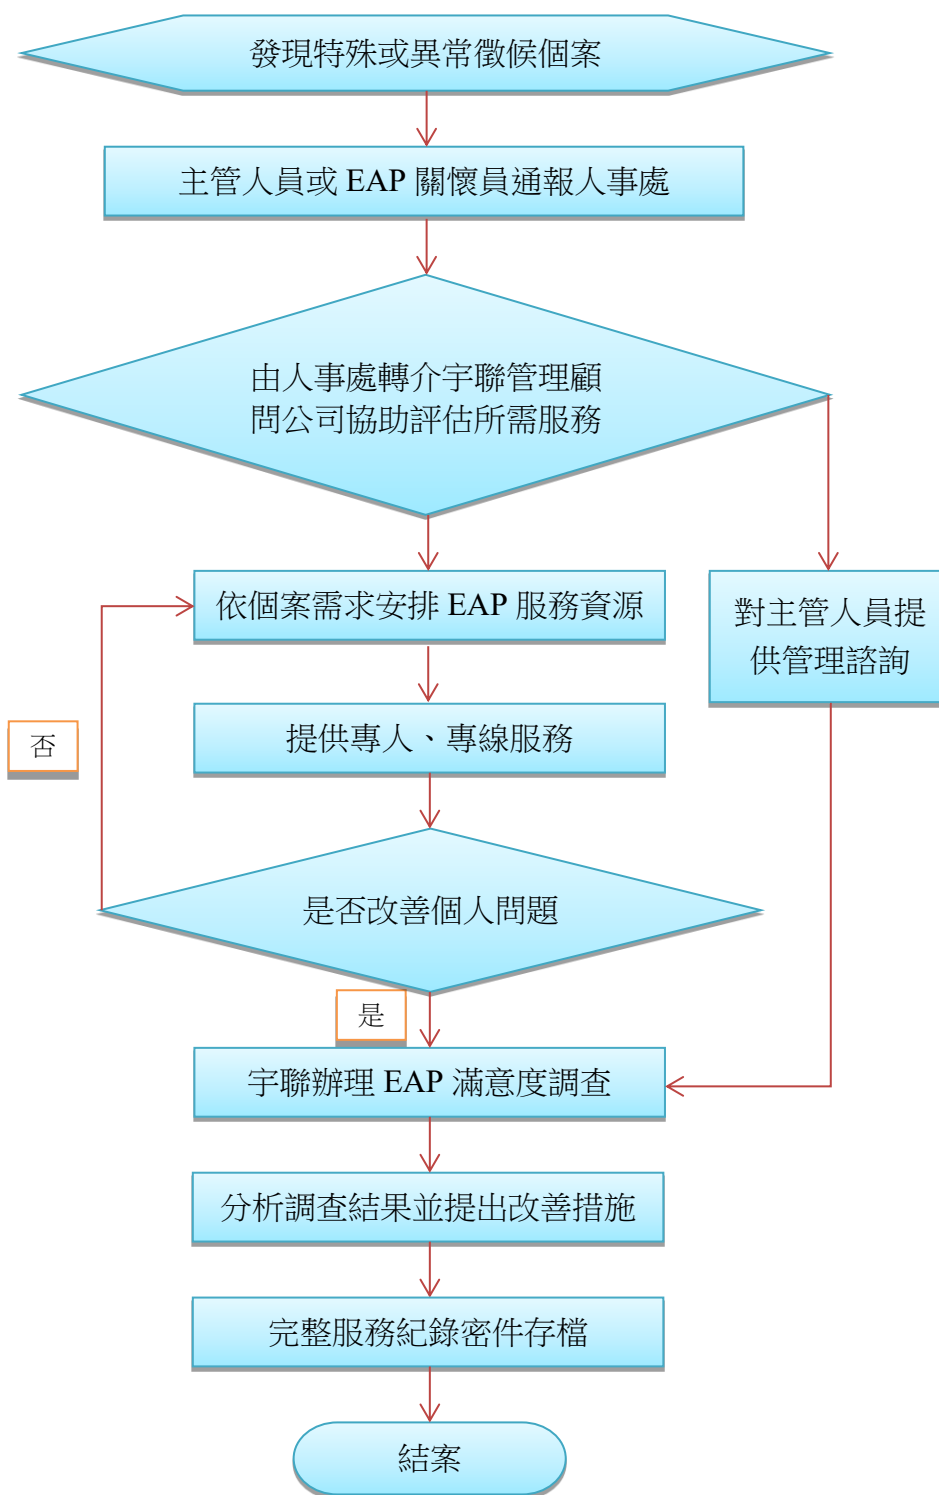 發現特殊或異常徵候個案
主管人員或 EAP 關懷員通報人事處
由人事處轉介宇聯管理顧
問公司協助評估所需服務
依個案需求安排 EAP 服務資源
對主管人員提
供管理諮詢
提供專人、專線服務
否
是否改善個人問題
是
宇聯辦理 EAP 滿意度調查
分析調查結果並提出改善措施
完整服務紀錄密件存檔
結案